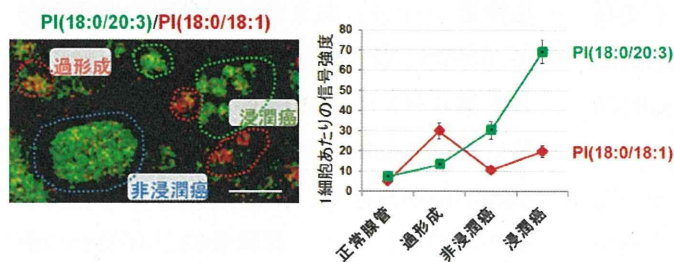 PI(18:0/20:3)/PI(18:0/18:1)
過形成
浸潤癌
非浸潤癌
1細胞あたりの信号強度
80
70
60
50
40
30
20
10
0
正常腺管
過形成
非浸潤癌
浸潤癌
PI(18:0/20:3)
PI(18:0/18:1)